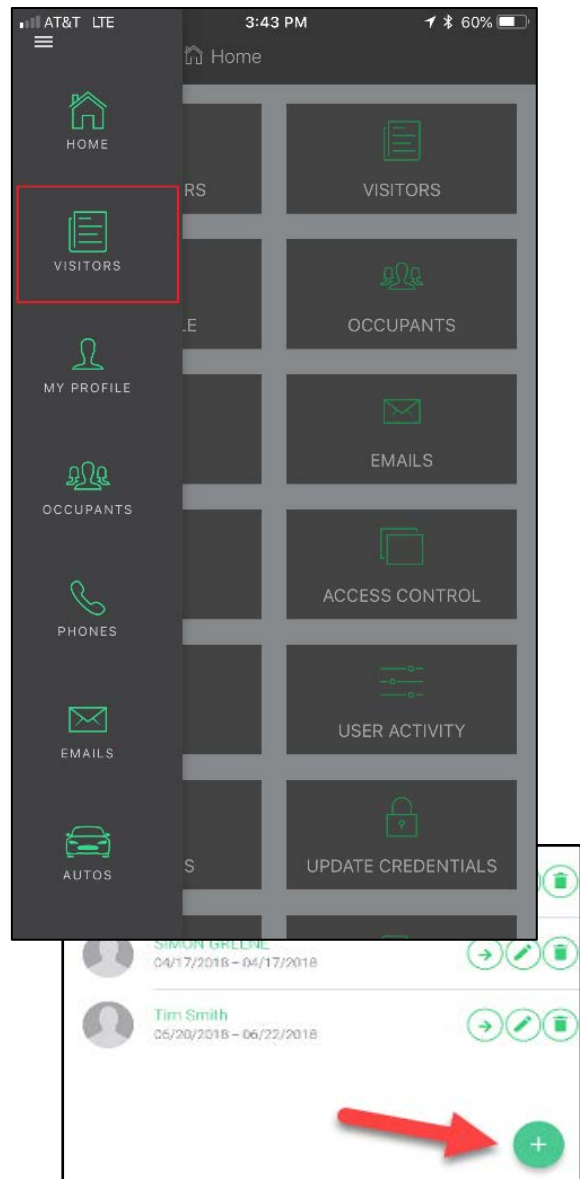 AT&T LTE 3:43 PM 60%
Home
HOME
RS VISITORS
VISITORS
LE OCCUPANTS
MY PROFILE
EMAILS
OCCUPANTS
ACCESS CONTROL
PHONES
USER ACTIVITY
EMAILS
S UPDATE CREDENTIALS
AUTOS
SIMON GREENE
04/17/2018 – 04/17/2018
Tim Smith
06/20/2018 – 06/22/2018